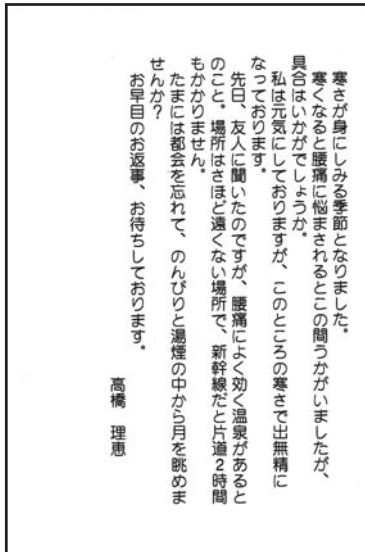 寒さが身にしみる季節となりました。
寒くなると腰痛に悩まされるとこの間うかがいましたが、
具合はいかがでしょうか。
私は元気にしておりますが、このところの寒さで出無精に
なっております。
先日、友人に聞いたのですが、腰痛によく効く温泉があると
のこと。場所はさほど遠くない場所で、新幹線だと片道2時間
もかかりません。
たまには都会を忘れて、のんびりと湯煙の中から月を眺めま
せんか?
お早目のお返事、お待ちしております。
高橋 理恵